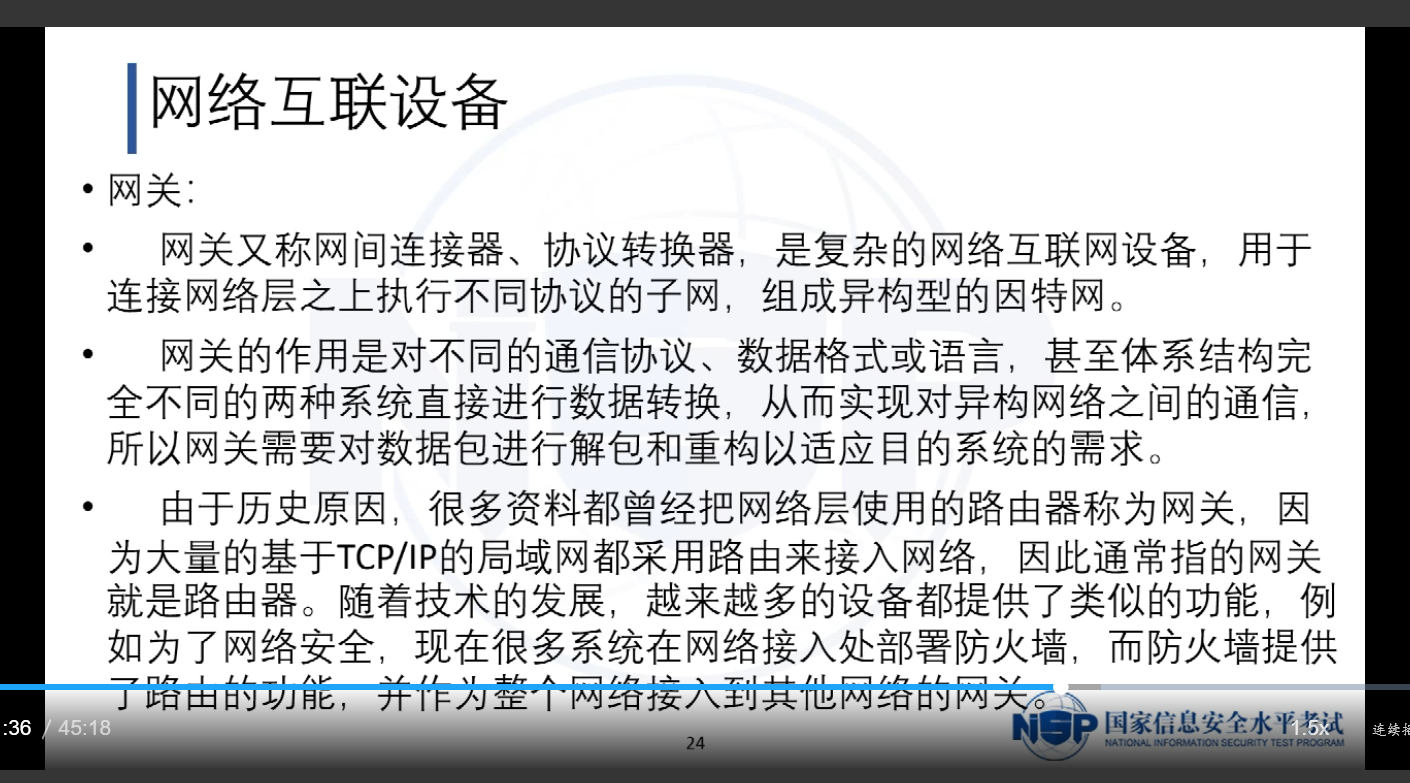 网络互联设备
• 网关：
• 网关又称网间连接器、协议转换器，是复杂的网络互联网设备，用于
连接网络层之上执行不同协议的子网，组成异构型的因特网。
• 网关的作用是对不同的通信协议、数据格式或语言，甚至体系结构完
全不同的两种系统直接进行数据转换，从而实现对异构网络之间的通信，
所以网关需要对数据包进行解包和重构以适应目的系统的需求。
• 由于历史原因，很多资料都曾经把网络层使用的路由器称为网关，因
为大量的基于TCP/IP的局域网都采用路由来接入网络，因此通常指的网关
就是路由器。随着技术的发展，越来越多的设备都提供了类似的功能，例
如为了网络安全，现在很多系统在网络接入处部署防火墙，而防火墙提供
了路由的功能，并作为整个网络接入到其他网络的网关。
:36 / 45:18
24
NSP 国家信息安全水平考试
NATIONAL INFORMATION SECURITY TEST PROGRAM
1.5x
连续